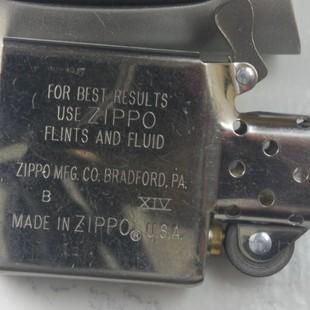 FOR BEST RESULTS
USE ZIPPO
FLINTS AND FLUID
ZIPPO MFG. CO. BRADFORD, PA.
B XIV
MADE IN ZIPPO® U.S.A.